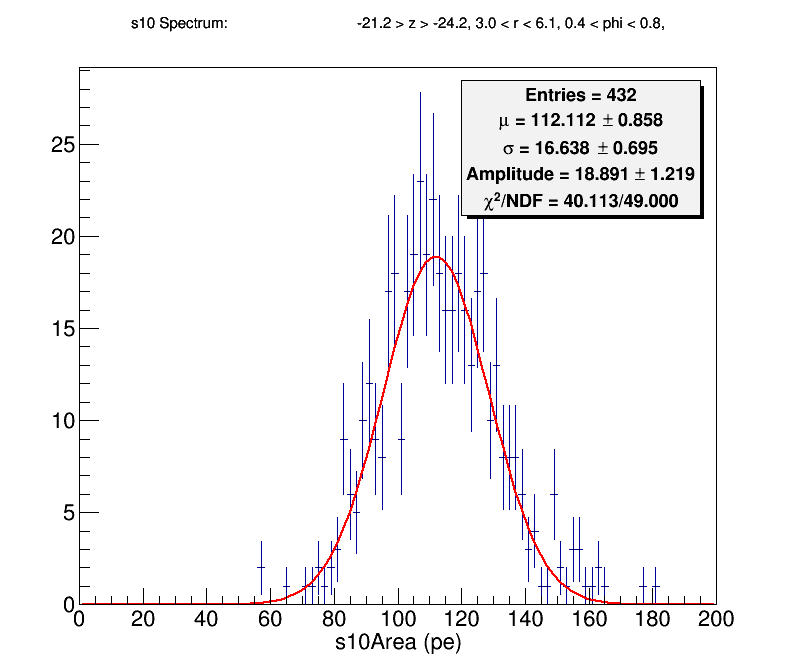 s10 Spectrum: -21.2 > z > -24.2, 3.0 < r < 6.1, 0.4 < phi < 0.8,
Entries = 432
μ = 112.112 ± 0.858
σ = 16.638 ± 0.695
Amplitude = 18.891 ± 1.219
χ²/NDF = 40.113/49.000
25
20
15
10
5
0
0 20 40 60 80 100 120 140 160 180 200
s10Area (pe)